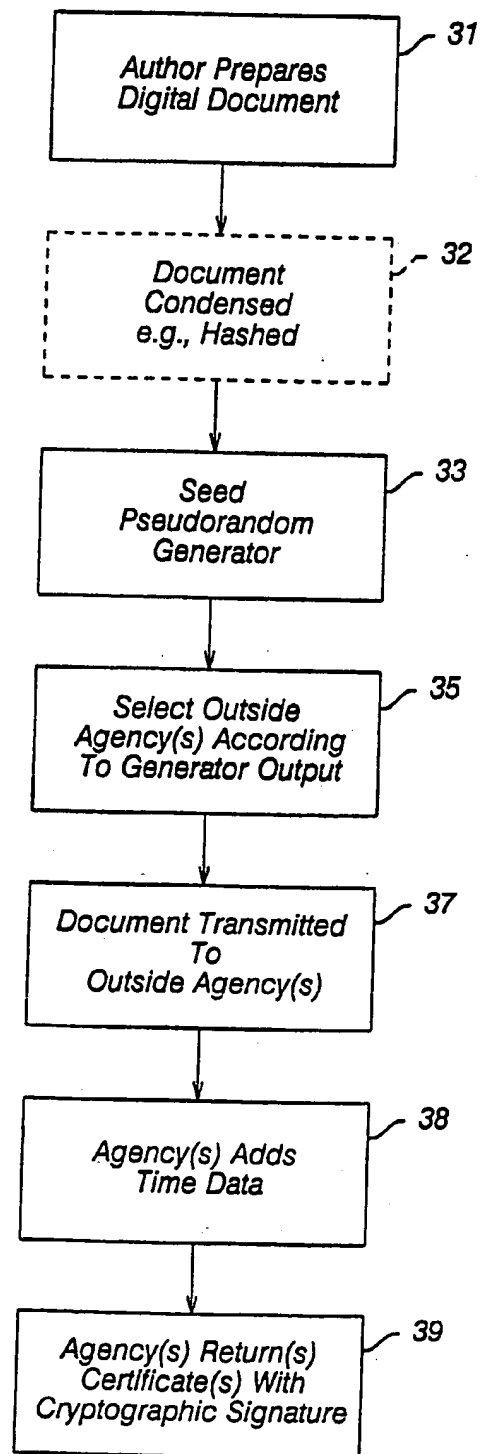 31
Author Prepares
Digital Document
32
Document
Condensed
e.g., Hashed
33
Seed
Pseudorandom
Generator
35
Select Outside
Agency(s) According
To Generator Output
37
Document Transmitted
To
Outside Agency(s)
38
Agency(s) Adds
Time Data
39
Agency(s) Return(s)
Certificate(s) With
Cryptographic Signature